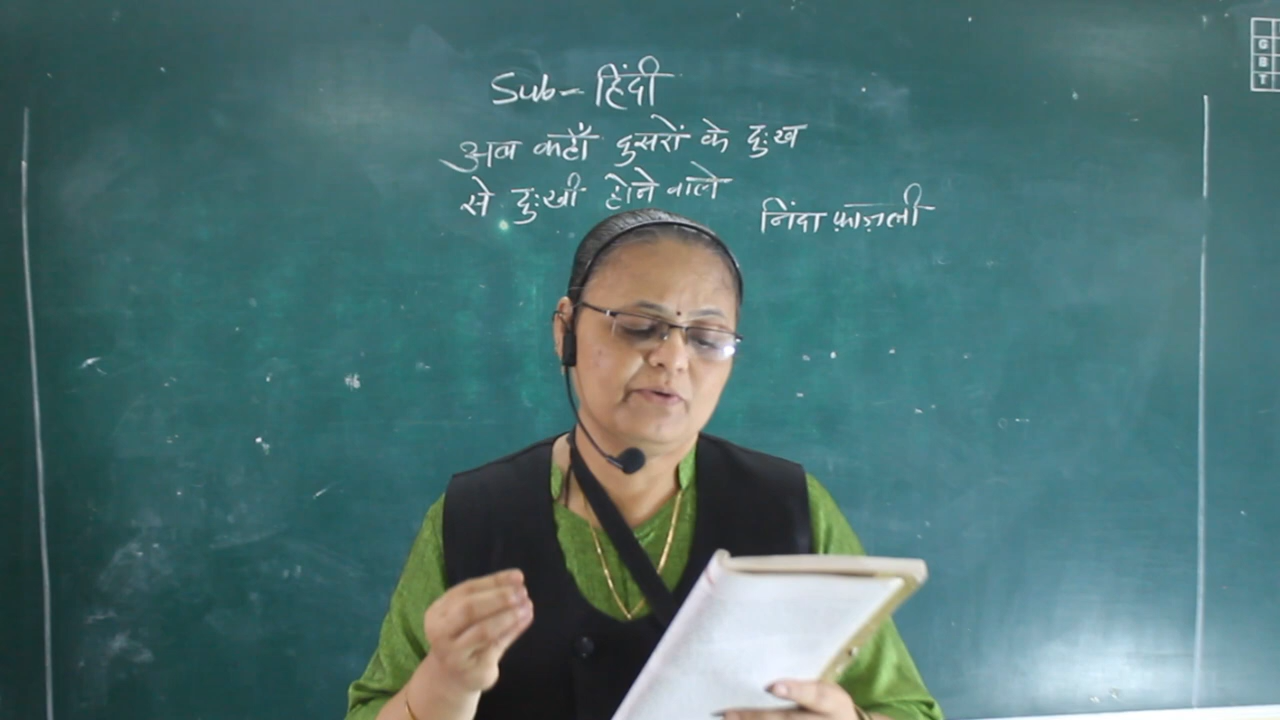 Sub- हिंदी
अब कहाँ दुसरों के दुःख
से दुःखी होने वाले
निंदा फ़ाज़ली
G
B
T